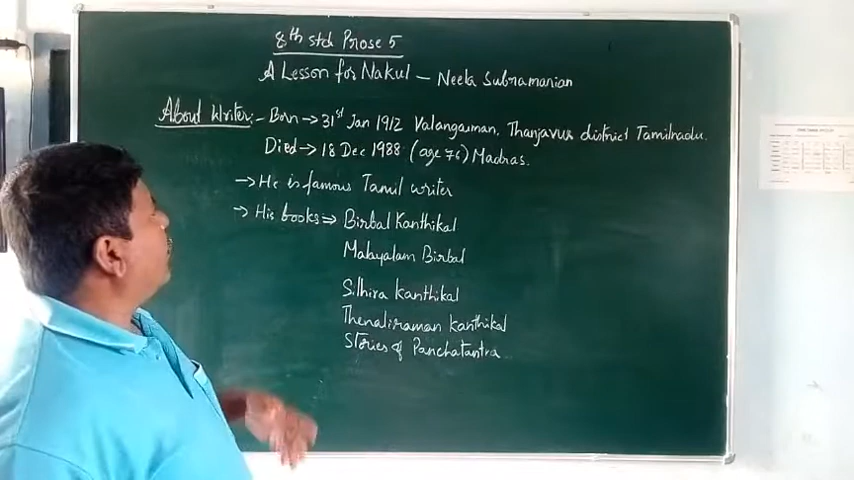 8th std Prose 5
A Lesson for Nakul – Neela Subramanian
About Writer:- Born → 31st Jan 1912 Valangaiman, Thanjavur district Tamilnadu.
Died → 18 Dec 1988 (age 76) Madras.
→ He is famous Tamil writer
→ His books ⇒ Birbal Kanthikal
Malayalam Birbal
Silhira Kanthikal
Thenaliraman Kanthikal
Stories of Panchatantra